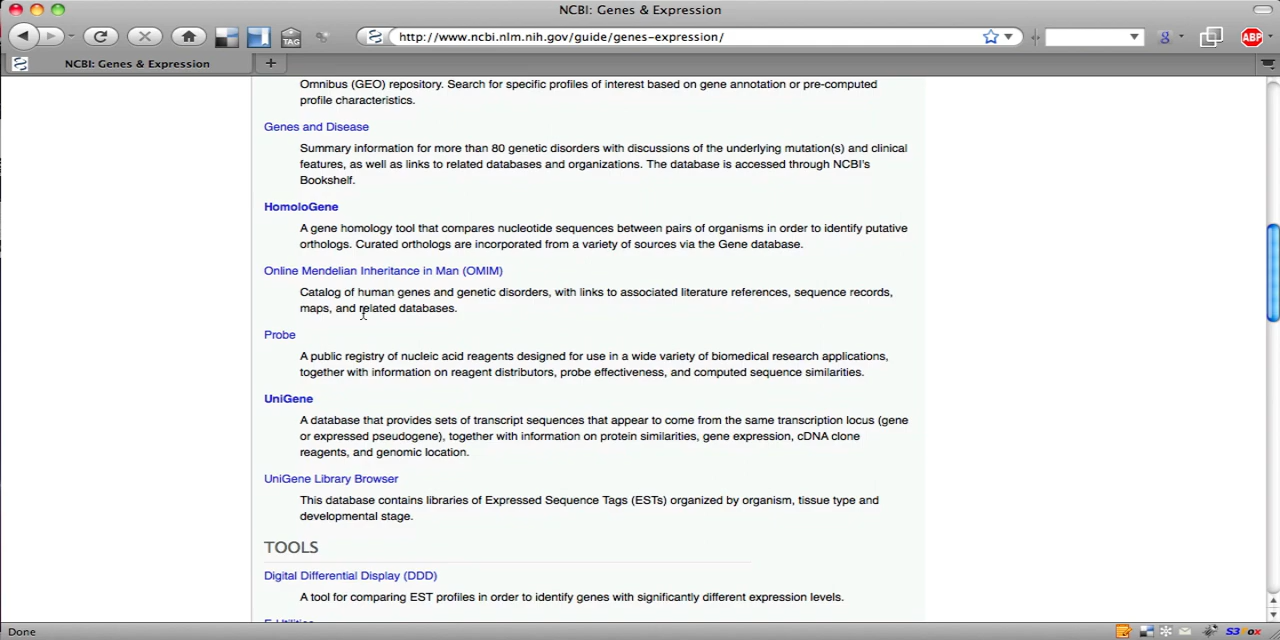 NCBI: Genes & Expression
TAG
http://www.ncbi.nlm.nih.gov/guide/genes-expression/
g
ABP
NCBI: Genes & Expression
+
Omnibus (GEO) repository. Search for specific profiles of interest based on gene annotation or pre-computed
profile characteristics.
Genes and Disease
Summary information for more than 80 genetic disorders with discussions of the underlying mutation(s) and clinical
features, as well as links to related databases and organizations. The database is accessed through NCBI's
Bookshelf.
HomoloGene
A gene homology tool that compares nucleotide sequences between pairs of organisms in order to identify putative
orthologs. Curated orthologs are incorporated from a variety of sources via the Gene database.
Online Mendelian Inheritance in Man (OMIM)
Catalog of human genes and genetic disorders, with links to associated literature references, sequence records,
maps, and related databases.
Probe
A public registry of nucleic acid reagents designed for use in a wide variety of biomedical research applications,
together with information on reagent distributors, probe effectiveness, and computed sequence similarities.
UniGene
A database that provides sets of transcript sequences that appear to come from the same transcription locus (gene
or expressed pseudogene), together with information on protein similarities, gene expression, cDNA clone
reagents, and genomic location.
UniGene Library Browser
This database contains libraries of Expressed Sequence Tags (ESTs) organized by organism, tissue type and
developmental stage.
TOOLS
Digital Differential Display (DDD)
A tool for comparing EST profiles in order to identify genes with significantly different expression levels.
E-Utilities
Done
S3Fox